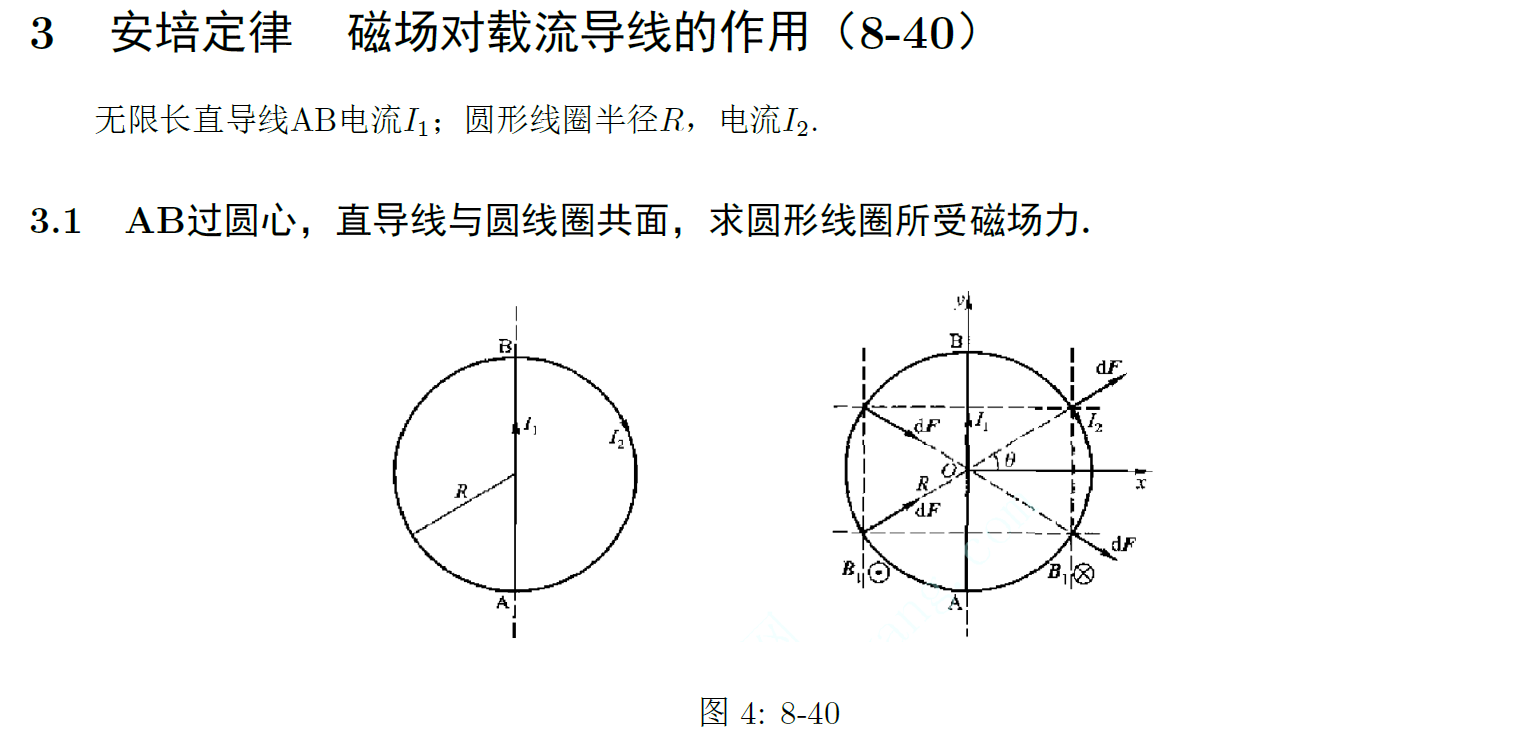 3 安培定律 磁场对载流导线的作用（8-40）
无限长直导线AB电流I₁；圆形线圈半径R，电流I₂.
3.1 AB过圆心，直导线与圆线圈共面，求圆形线圈所受磁场力.
B
I₁
I₂
R
A
y
B
dF
dF
I₁
I₂
O
θ
x
R
dF
dF
B₁
B₁
A
图 4: 8-40